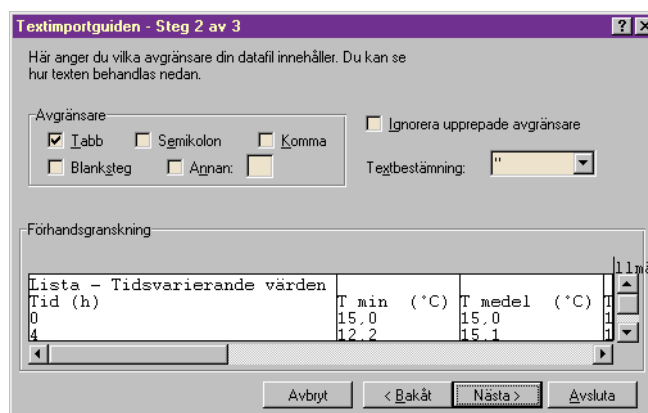 Textimportguiden - Steg 2 av 3
Här anger du vilka avgränsare din datafil innehåller. Du kan se
hur texten behandlas nedan.
Avgränsare
Tabb Semikolon Komma
Blanksteg Annan:
Ignorera upprepade avgränsare
Textbestämning: "
Förhandsgranskning
Lista - Tidsvarierande värden
Tid (h) T min (°C) T medel (°C) T
0 15,0 15,0 1
4 12,2 15,1 1
Avbryt < Bakåt Nästa > Avsluta